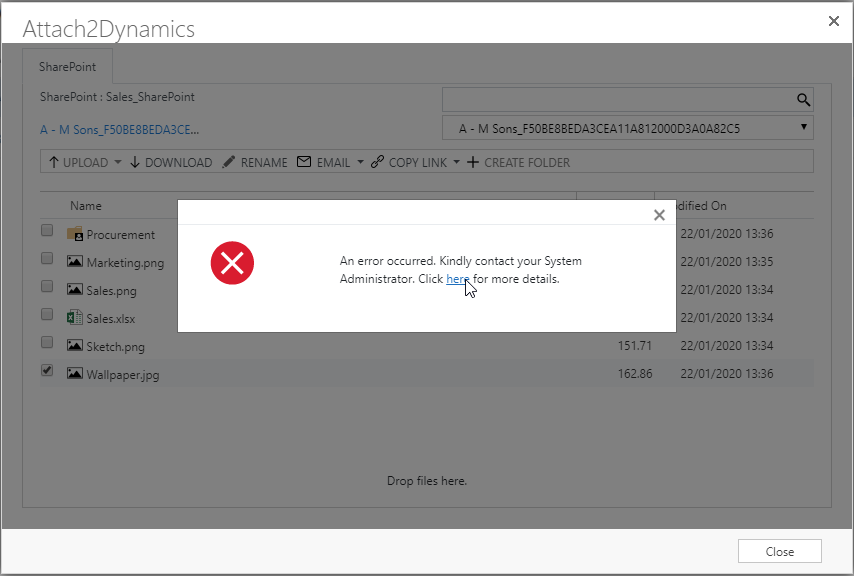 Attach2Dynamics
SharePoint
SharePoint : Sales_SharePoint
A - M Sons_F50BE8BEDA3CE...
A - M Sons_F50BE8BEDA3CEA11A812000D3A0A82C5
UPLOAD DOWNLOAD RENAME EMAIL COPY LINK CREATE FOLDER
Name dified On
Procurement 22/01/2020 13:36
Marketing.png 22/01/2020 13:35
Sales.png 22/01/2020 13:34
Sales.xlsx 22/01/2020 13:34
Sketch.png 151.71 22/01/2020 13:34
Wallpaper.jpg 162.86 22/01/2020 13:36
An error occurred. Kindly contact your System
Administrator. Click here for more details.
Drop files here.
Close